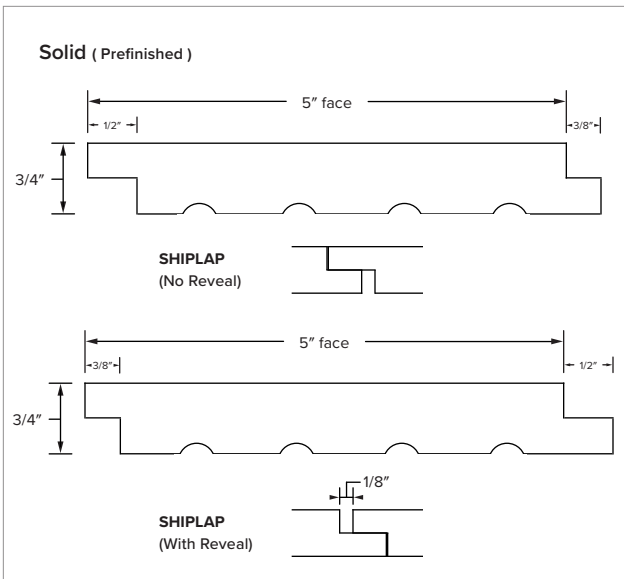 Solid ( Prefinished )
5″ face
1/2″
3/8″
3/4″
SHIPLAP
(No Reveal)
5″ face
3/8″
1/2″
3/4″
1/8″
SHIPLAP
(With Reveal)